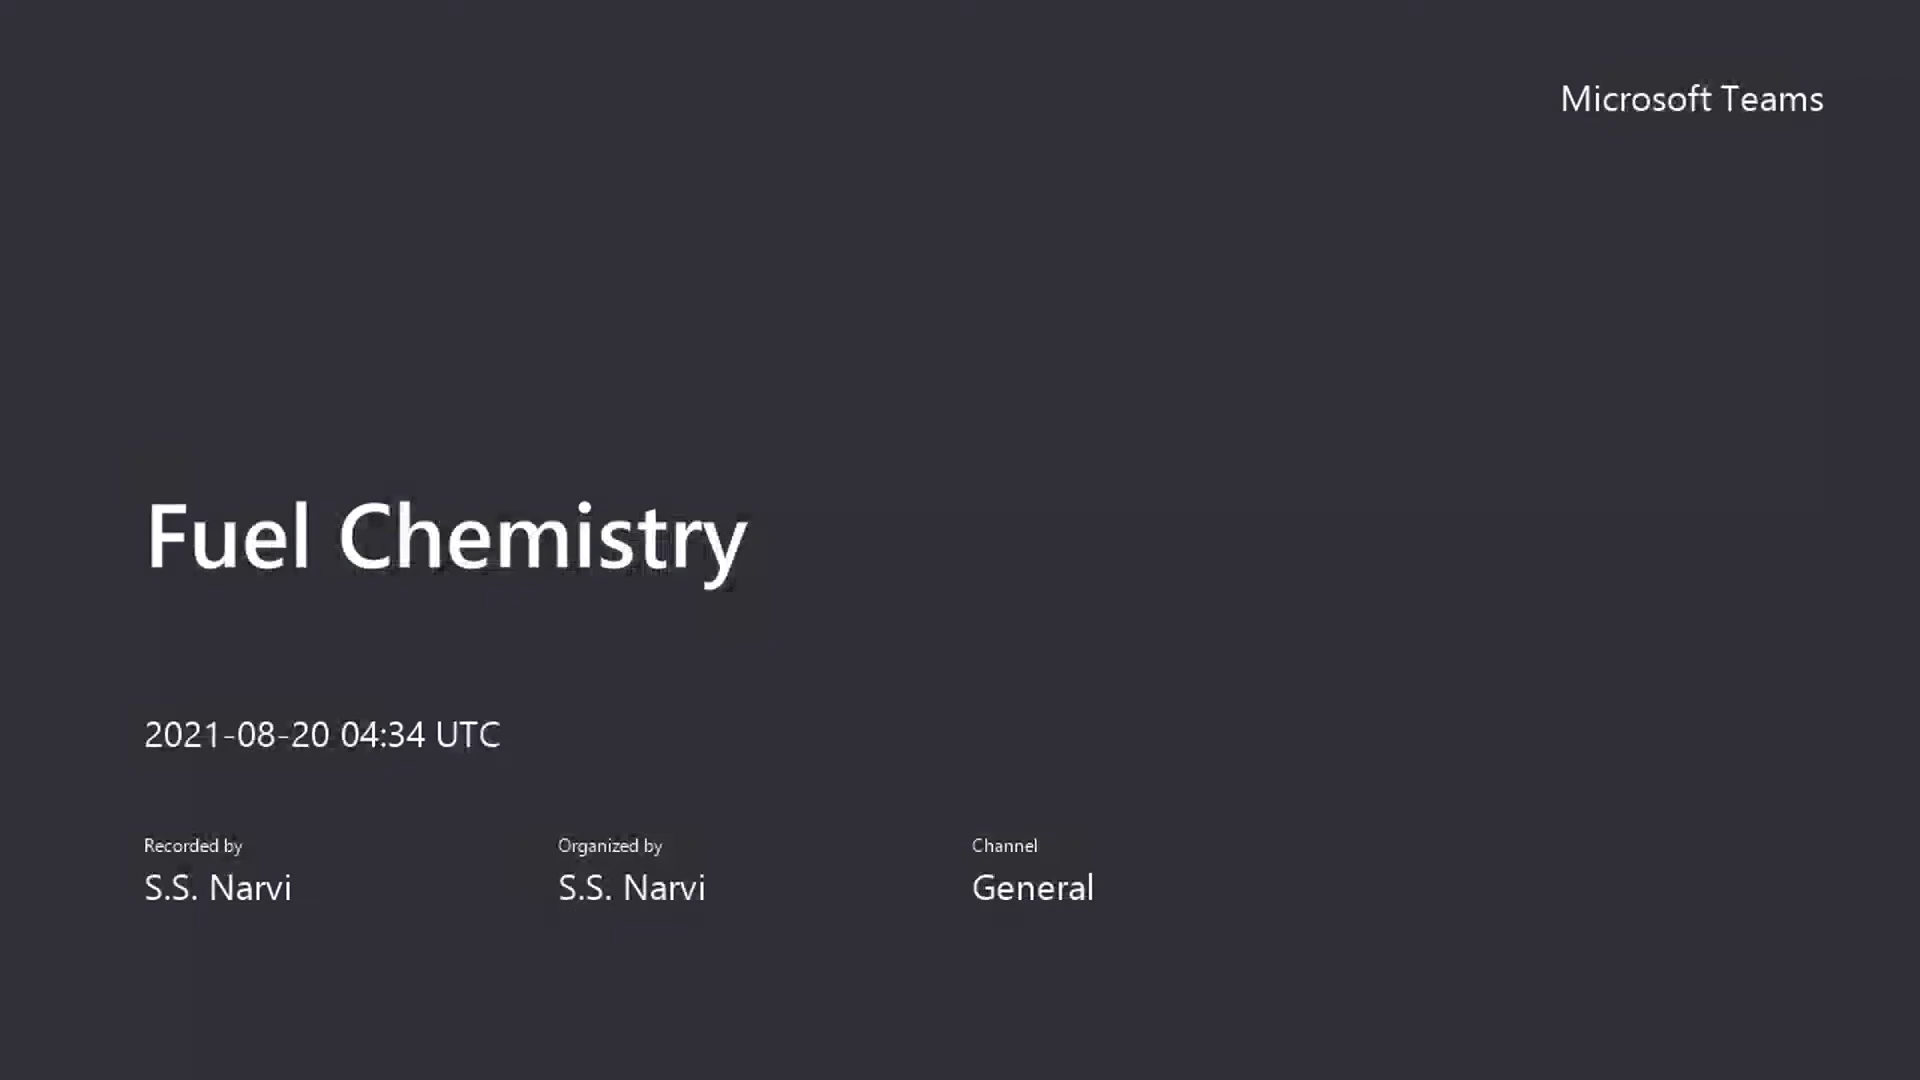 Microsoft Teams
Fuel Chemistry
2021-08-20 04:34 UTC
Recorded by
S.S. Narvi
Organized by
S.S. Narvi
Channel
General